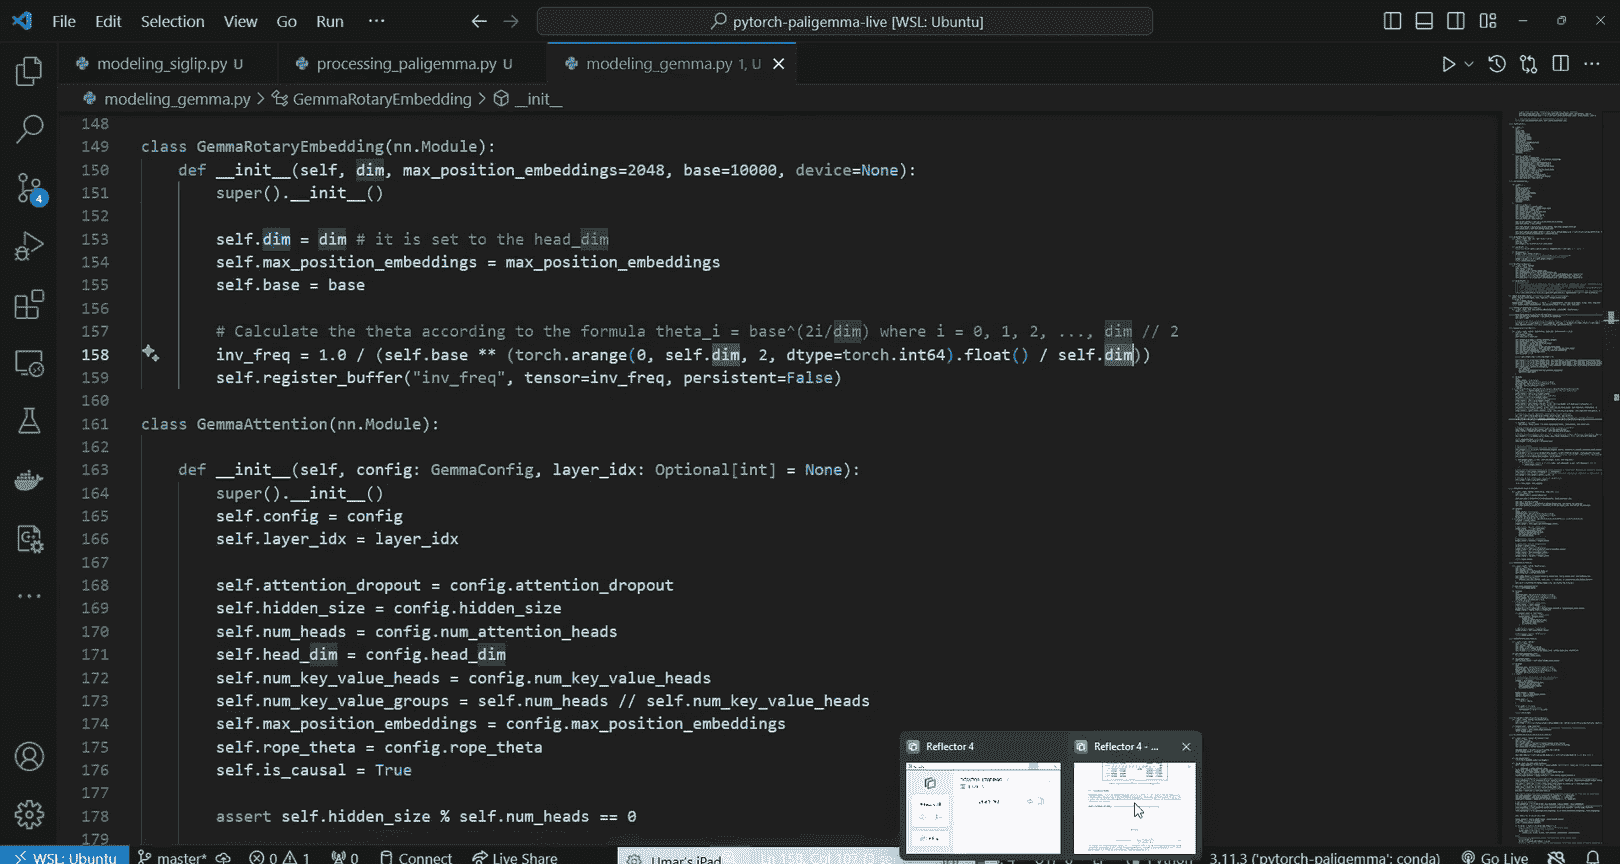 File Edit Selection View Go Run ···
pytorch-paligemma-live [WSL: Ubuntu]
modeling_siglip.py U processing_paligemma.py U modeling_gemma.py 1, U
modeling_gemma.py > GemmaRotaryEmbedding > __init__
148
149 class GemmaRotaryEmbedding(nn.Module):
150 def __init__(self, dim, max_position_embeddings=2048, base=10000, device=None):
151 super().__init__()
152
153 self.dim = dim # it is set to the head_dim
154 self.max_position_embeddings = max_position_embeddings
155 self.base = base
156
157 # Calculate the theta according to the formula theta_i = base^(2i/dim) where i = 0, 1, 2, ..., dim // 2
158 inv_freq = 1.0 / (self.base ** (torch.arange(0, self.dim, 2, dtype=torch.int64).float() / self.dim))
159 self.register_buffer("inv_freq", tensor=inv_freq, persistent=False)
160
161 class GemmaAttention(nn.Module):
162
163 def __init__(self, config: GemmaConfig, layer_idx: Optional[int] = None):
164 super().__init__()
165 self.config = config
166 self.layer_idx = layer_idx
167
168 self.attention_dropout = config.attention_dropout
169 self.hidden_size = config.hidden_size
170 self.num_heads = config.num_attention_heads
171 self.head_dim = config.head_dim
172 self.num_key_value_heads = config.num_key_value_heads
173 self.num_key_value_groups = self.num_heads // self.num_key_value_heads
174 self.max_position_embeddings = config.max_position_embeddings
175 self.rope_theta = config.rope_theta
176 self.is_causal = True
177
178 assert self.hidden_size % self.num_heads == 0
179
4
Reflector 4 Reflector 4 - ...
WSL: Ubuntu master* 0 1 0 Connect Live Share Umar's iPad Python 3.11.3 ('pytorch-paligemma': conda) Go Live